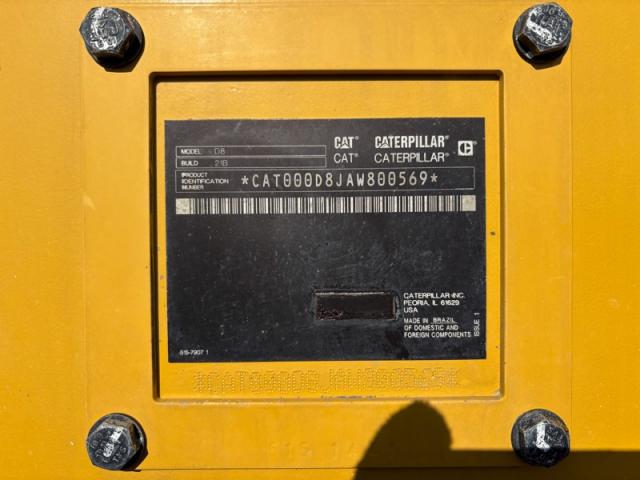 MODEL D8
BUILD 21B
CAT® CATERPILLAR®
CAT® CATERPILLAR®
C
PRODUCT
IDENTIFICATION
NUMBER
*CAT000D8JAW800569*
CATERPILLAR INC.
PEORIA, IL 61629
USA
MADE IN BRAZIL
OF DOMESTIC AND
FOREIGN COMPONENTS
ISSUE 1
*CAT000D8JAW800569*